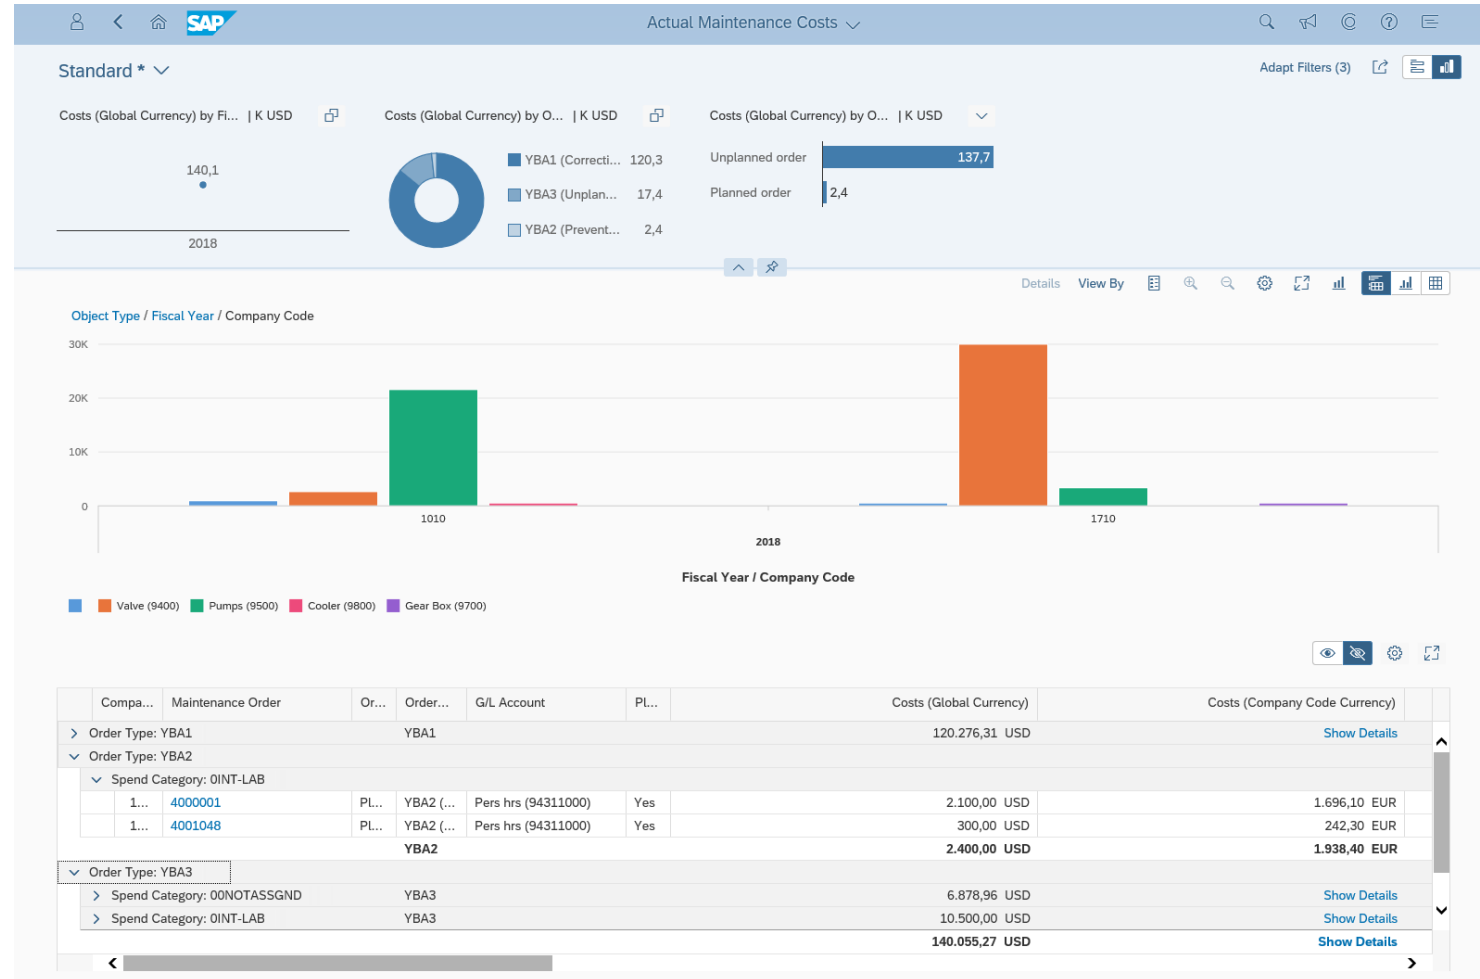 SAP
Actual Maintenance Costs
Standard *
Adapt Filters (3)
Costs (Global Currency) by Fi... | K USD
140,1
2018
Costs (Global Currency) by O... | K USD
YBA1 (Correcti... 120,3
YBA3 (Unplan... 17,4
YBA2 (Prevent... 2,4
Costs (Global Currency) by O... | K USD
Unplanned order 137,7
Planned order 2,4
Details View By
Object Type / Fiscal Year / Company Code
30K
20K
10K
0
1010 1710
2018
Fiscal Year / Company Code
Valve (9400) Pumps (9500) Cooler (9800) Gear Box (9700)
Compa... Maintenance Order Or... Order... G/L Account Pl... Costs (Global Currency) Costs (Company Code Currency)
Order Type: YBA1 YBA1 120.276,31 USD Show Details
Order Type: YBA2
Spend Category: 0INT-LAB
1... 4000001 Pl... YBA2 (... Pers hrs (94311000) Yes 2.100,00 USD 1.696,10 EUR
1... 4001048 Pl... YBA2 (... Pers hrs (94311000) Yes 300,00 USD 242,30 EUR
YBA2 2.400,00 USD 1.938,40 EUR
Order Type: YBA3
Spend Category: 00NOTASSGND YBA3 6.878,96 USD Show Details
Spend Category: 0INT-LAB YBA3 10.500,00 USD Show Details
140.055,27 USD Show Details